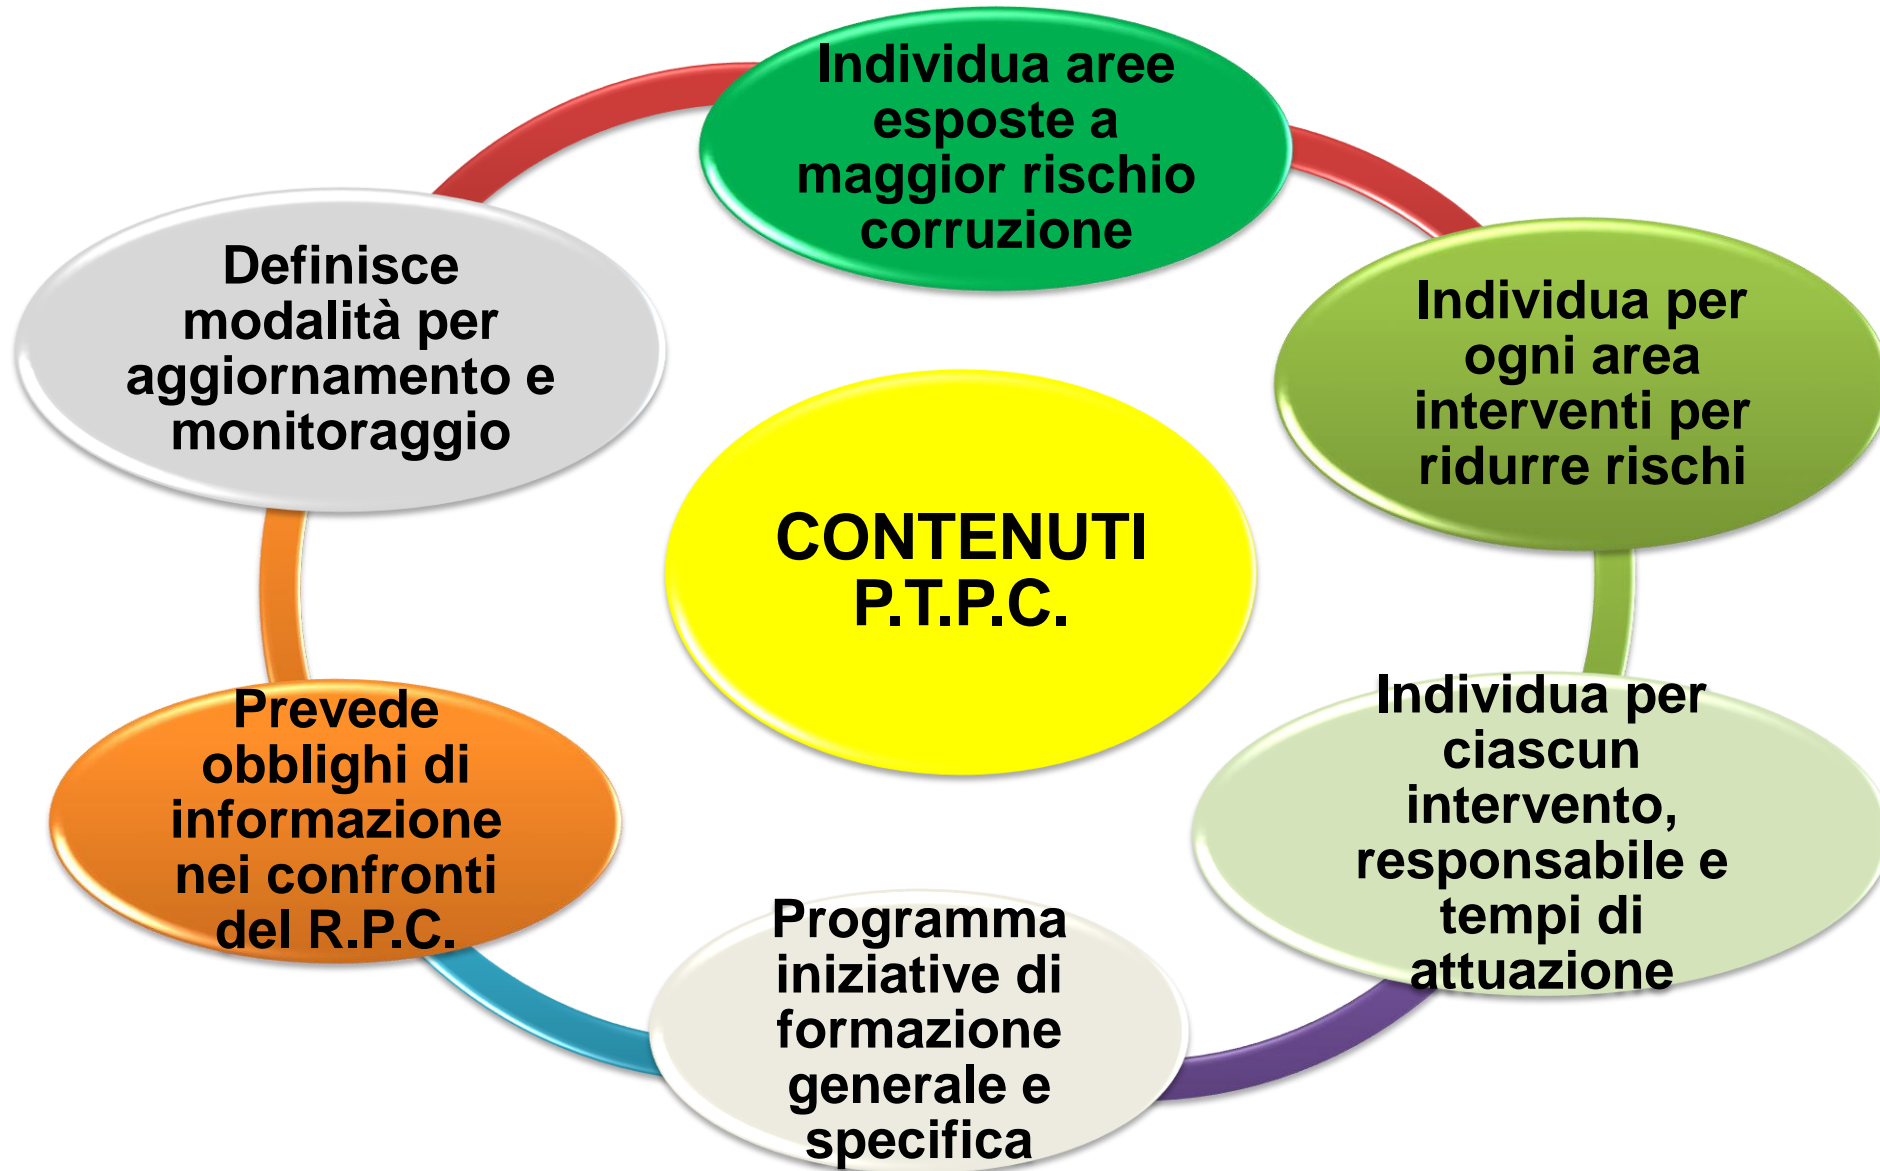 Individua aree
esposte a
maggior rischio
corruzione
Individua per
ogni area
interventi per
ridurre rischi
Individua per
ciascun
intervento,
responsabile e
tempi di
attuazione
Programma
iniziative di
formazione
generale e
specifica
Prevede
obblighi di
informazione
nei confronti
del R.P.C.
Definisce
modalità per
aggiornamento e
monitoraggio
CONTENUTI
P.T.P.C.